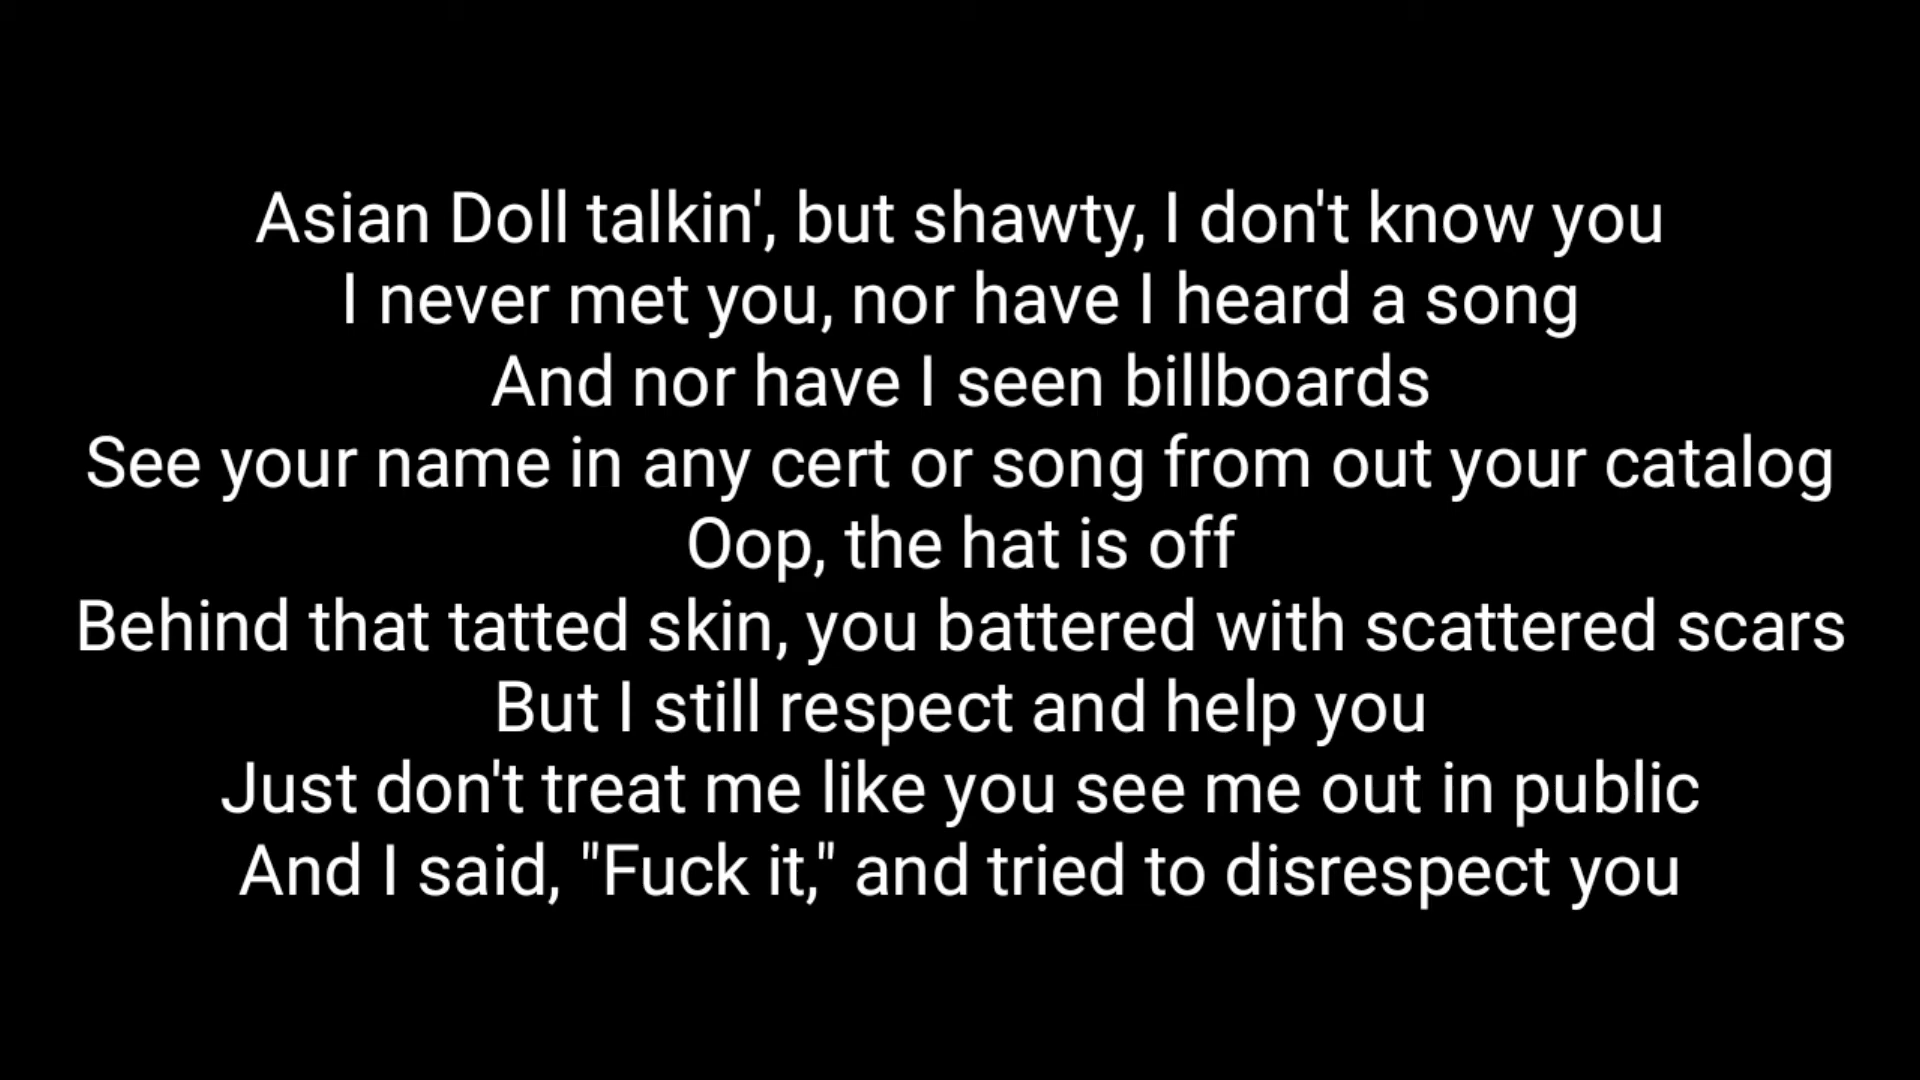 Asian Doll talkin', but shawty, I don't know you
I never met you, nor have I heard a song
And nor have I seen billboards
See your name in any cert or song from out your catalog
Oop, the hat is off
Behind that tatted skin, you battered with scattered scars
But I still respect and help you
Just don't treat me like you see me out in public
And I said, "Fuck it," and tried to disrespect you